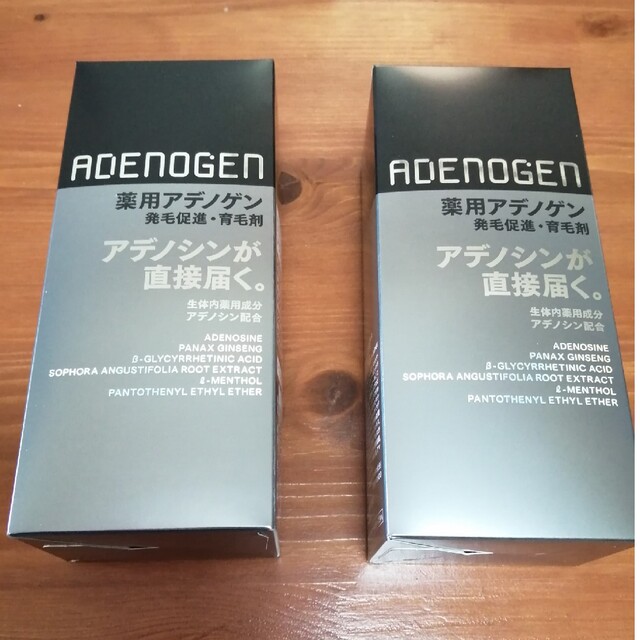 ADENOGEN
薬用アデノゲン
発毛促進・育毛剤
アデノシンが
直接届く。
生体内薬用成分
アデノシン配合
ADENOSINE
PANAX GINSENG
β-GLYCYRRHETINIC ACID
SOPHORA ANGUSTIFOLIA ROOT EXTRACT
ℓ-MENTHOL
PANTOTHENYL ETHYL ETHER
ADENOGEN
薬用アデノゲン
発毛促進・育毛剤
アデノシンが
直接届く。
生体内薬用成分
アデノシン配合
ADENOSINE
PANAX GINSENG
β-GLYCYRRHETINIC ACID
SOPHORA ANGUSTIFOLIA ROOT EXTRACT
ℓ-MENTHOL
PANTOTHENYL ETHYL ETHER